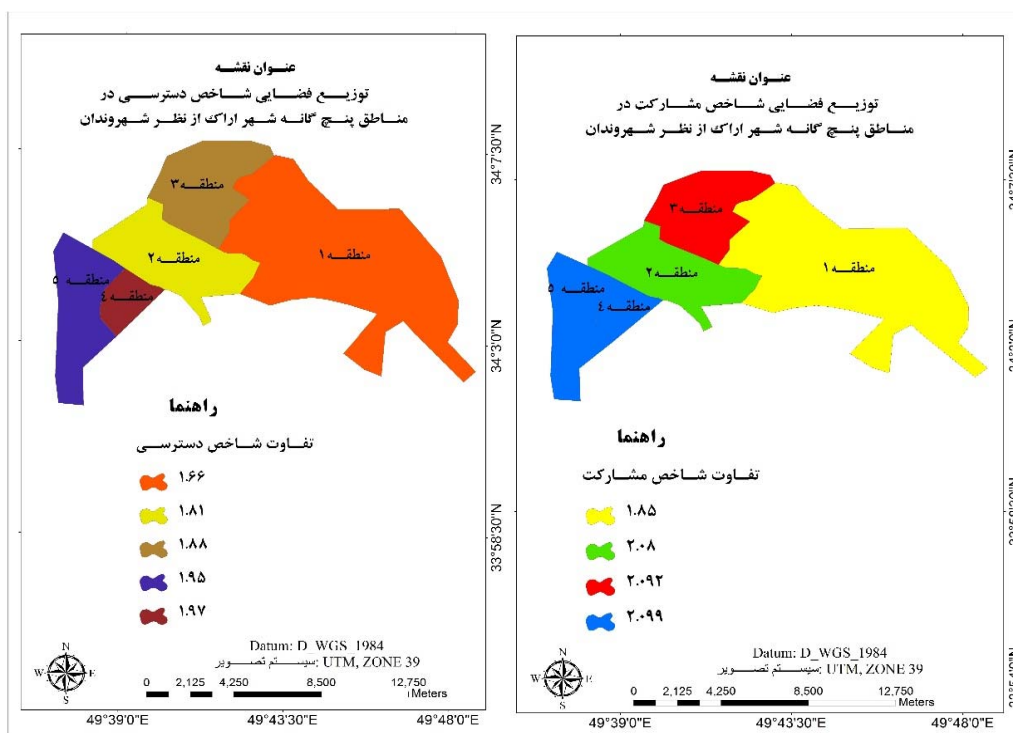 عنوان نقشه
توزیع فضایی شاخص دسترسی در
مناطق پنج گانه شهر اراک از نظر شهروندان
منطقه ۳
منطقه ۱
منطقه ۲
منطقه ۵
منطقه ٤
راهنما
تفاوت شاخص دسترسی
۱.۶۶
۱.۸۱
۱.۸۸
۱.۹۵
۱.۹۷
N
W E
S
Datum: D_WGS_1984
سیستم تصویر: UTM, ZONE 39
0 2,125 4,250 8,500 12,750
Meters
49°39'0"E 49°43'30"E 49°48'0"E
34°7'30"N
34°3'0"N
33°58'30"N
عنوان نقشه
توزیع فضایی شاخص مشارکت در
مناطق پنج گانه شهر اراک از نظر شهروندان
منطقه ۳
منطقه ۱
منطقه ۲
منطقه ۵
منطقه ٤
راهنما
تفاوت شاخص مشارکت
۱.۸۵
۲.۰۸
۲.۰۹۲
۲.۰۹۹
N
W E
S
Datum: D_WGS_1984
سیستم تصویر: UTM, ZONE 39
0 2,125 4,250 8,500 12,750
Meters
49°39'0"E 49°43'30"E 49°48'0"E